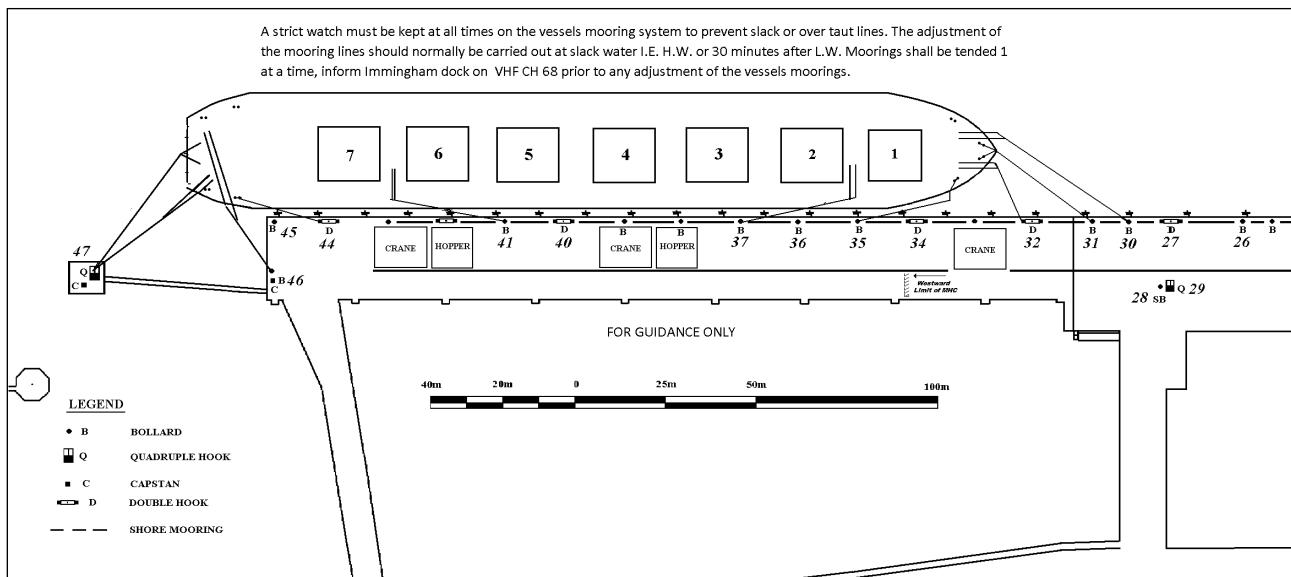 A strict watch must be kept at all times on the vessels mooring system to prevent slack or over taut lines. The adjustment of
the mooring lines should normally be carried out at slack water I.E. H.W. or 30 minutes after L.W. Moorings shall be tended 1
at a time, inform Immingham dock on VHF CH 68 prior to any adjustment of the vessels moorings.
7 6 5 4 3 2 1
B D B D B B B B B D D B B D B B
45 44 41 40 37 36 35 34 32 31 30 27 26
CRANE HOPPER CRANE HOPPER CRANE
47
Q
C
B 46
C
Westward
Limit of MHC
28 SB Q 29
FOR GUIDANCE ONLY
40m 20m 0 25m 50m 100m
LEGEND
B BOLLARD
Q QUADRUPLE HOOK
C CAPSTAN
D DOUBLE HOOK
SHORE MOORING